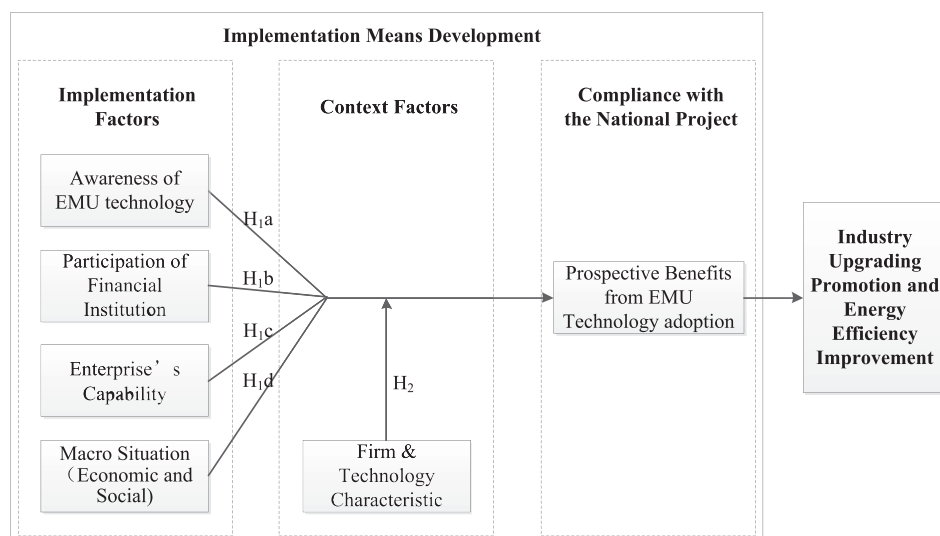 Implementation Means Development
Implementation
Factors
Awareness of
EMU technology
Participation of
Financial
Institution
Enterprise’s
Capability
Macro Situation
（Economic and
Social)
H₁a
H₁b
H₁c
H₁d
Context Factors
H₂
Firm &
Technology
Characteristic
Compliance with
the National Project
Prospective Benefits
from EMU
Technology adoption
Industry
Upgrading
Promotion and
Energy
Efficiency
Improvement